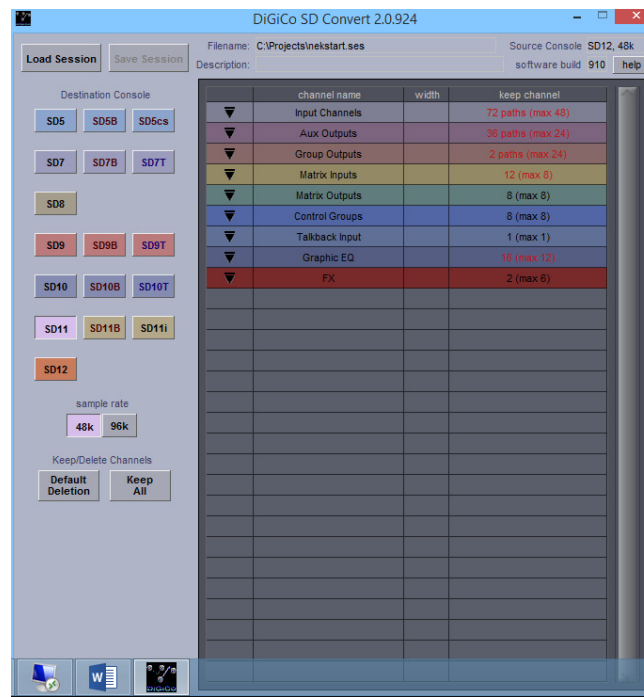 DiGiCo SD Convert 2.0.924
Load Session
Save Session
Filename: C:\Projects\nekstart.ses
Source Console SD12, 48k
Description:
software build 910 help
Destination Console
SD5 SD5B SD5cs
SD7 SD7B SD7T
SD8
SD9 SD9B SD9T
SD10 SD10B SD10T
SD11 SD11B SD11i
SD12
sample rate
48k 96k
Keep/Delete Channels
Default Deletion
Keep All
channel name width keep channel
Input Channels 72 paths (max 48)
Aux Outputs 36 paths (max 24)
Group Outputs 2 paths (max 24)
Matrix Inputs 12 (max 8)
Matrix Outputs 8 (max 8)
Control Groups 8 (max 8)
Talkback Input 1 (max 1)
Graphic EQ 16 (max 12)
FX 2 (max 6)
W
DiGiCo